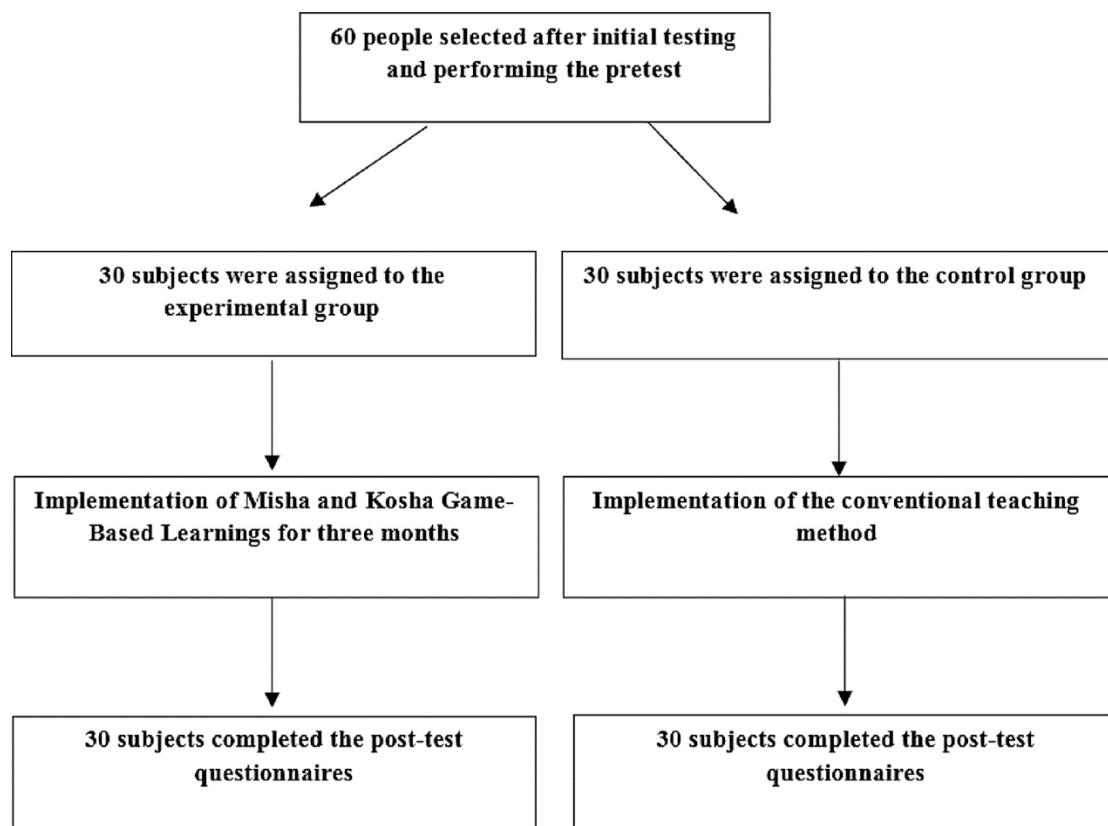 60 people selected after initial testing
and performing the pretest
30 subjects were assigned to the
experimental group
30 subjects were assigned to the control group
Implementation of Misha and Kosha Game-
Based Learnings for three months
Implementation of the conventional teaching
method
30 subjects completed the post-test
questionnaires
30 subjects completed the post-test
questionnaires